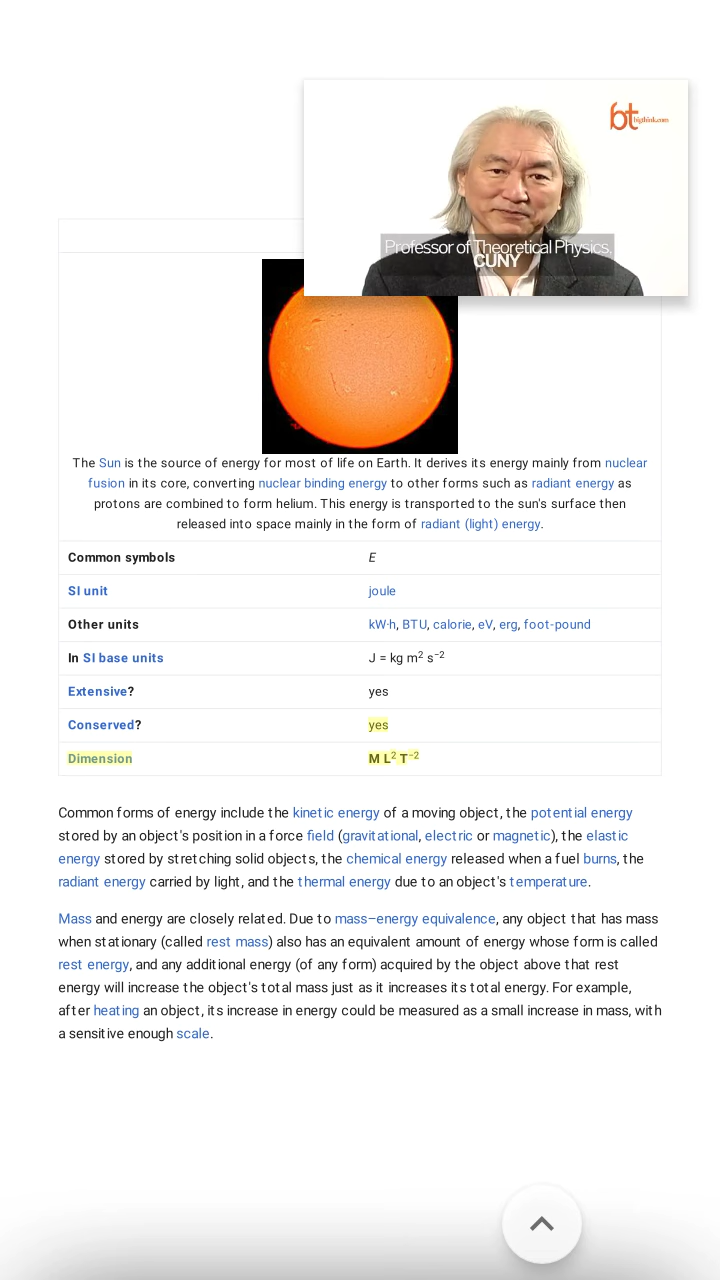 bt bigthink.com
Professor of Theoretical Physics,
CUNY
The Sun is the source of energy for most of life on Earth. It derives its energy mainly from nuclear
fusion in its core, converting nuclear binding energy to other forms such as radiant energy as
protons are combined to form helium. This energy is transported to the sun's surface then
released into space mainly in the form of radiant (light) energy.
Common symbols E
SI unit joule
Other units kW⋅h, BTU, calorie, eV, erg, foot-pound
In SI base units J = kg m² s⁻²
Extensive? yes
Conserved? yes
Dimension M L² T⁻²
Common forms of energy include the kinetic energy of a moving object, the potential energy
stored by an object's position in a force field (gravitational, electric or magnetic), the elastic
energy stored by stretching solid objects, the chemical energy released when a fuel burns, the
radiant energy carried by light, and the thermal energy due to an object's temperature.
Mass and energy are closely related. Due to mass–energy equivalence, any object that has mass
when stationary (called rest mass) also has an equivalent amount of energy whose form is called
rest energy, and any additional energy (of any form) acquired by the object above that rest
energy will increase the object's total mass just as it increases its total energy. For example,
after heating an object, its increase in energy could be measured as a small increase in mass, with
a sensitive enough scale.